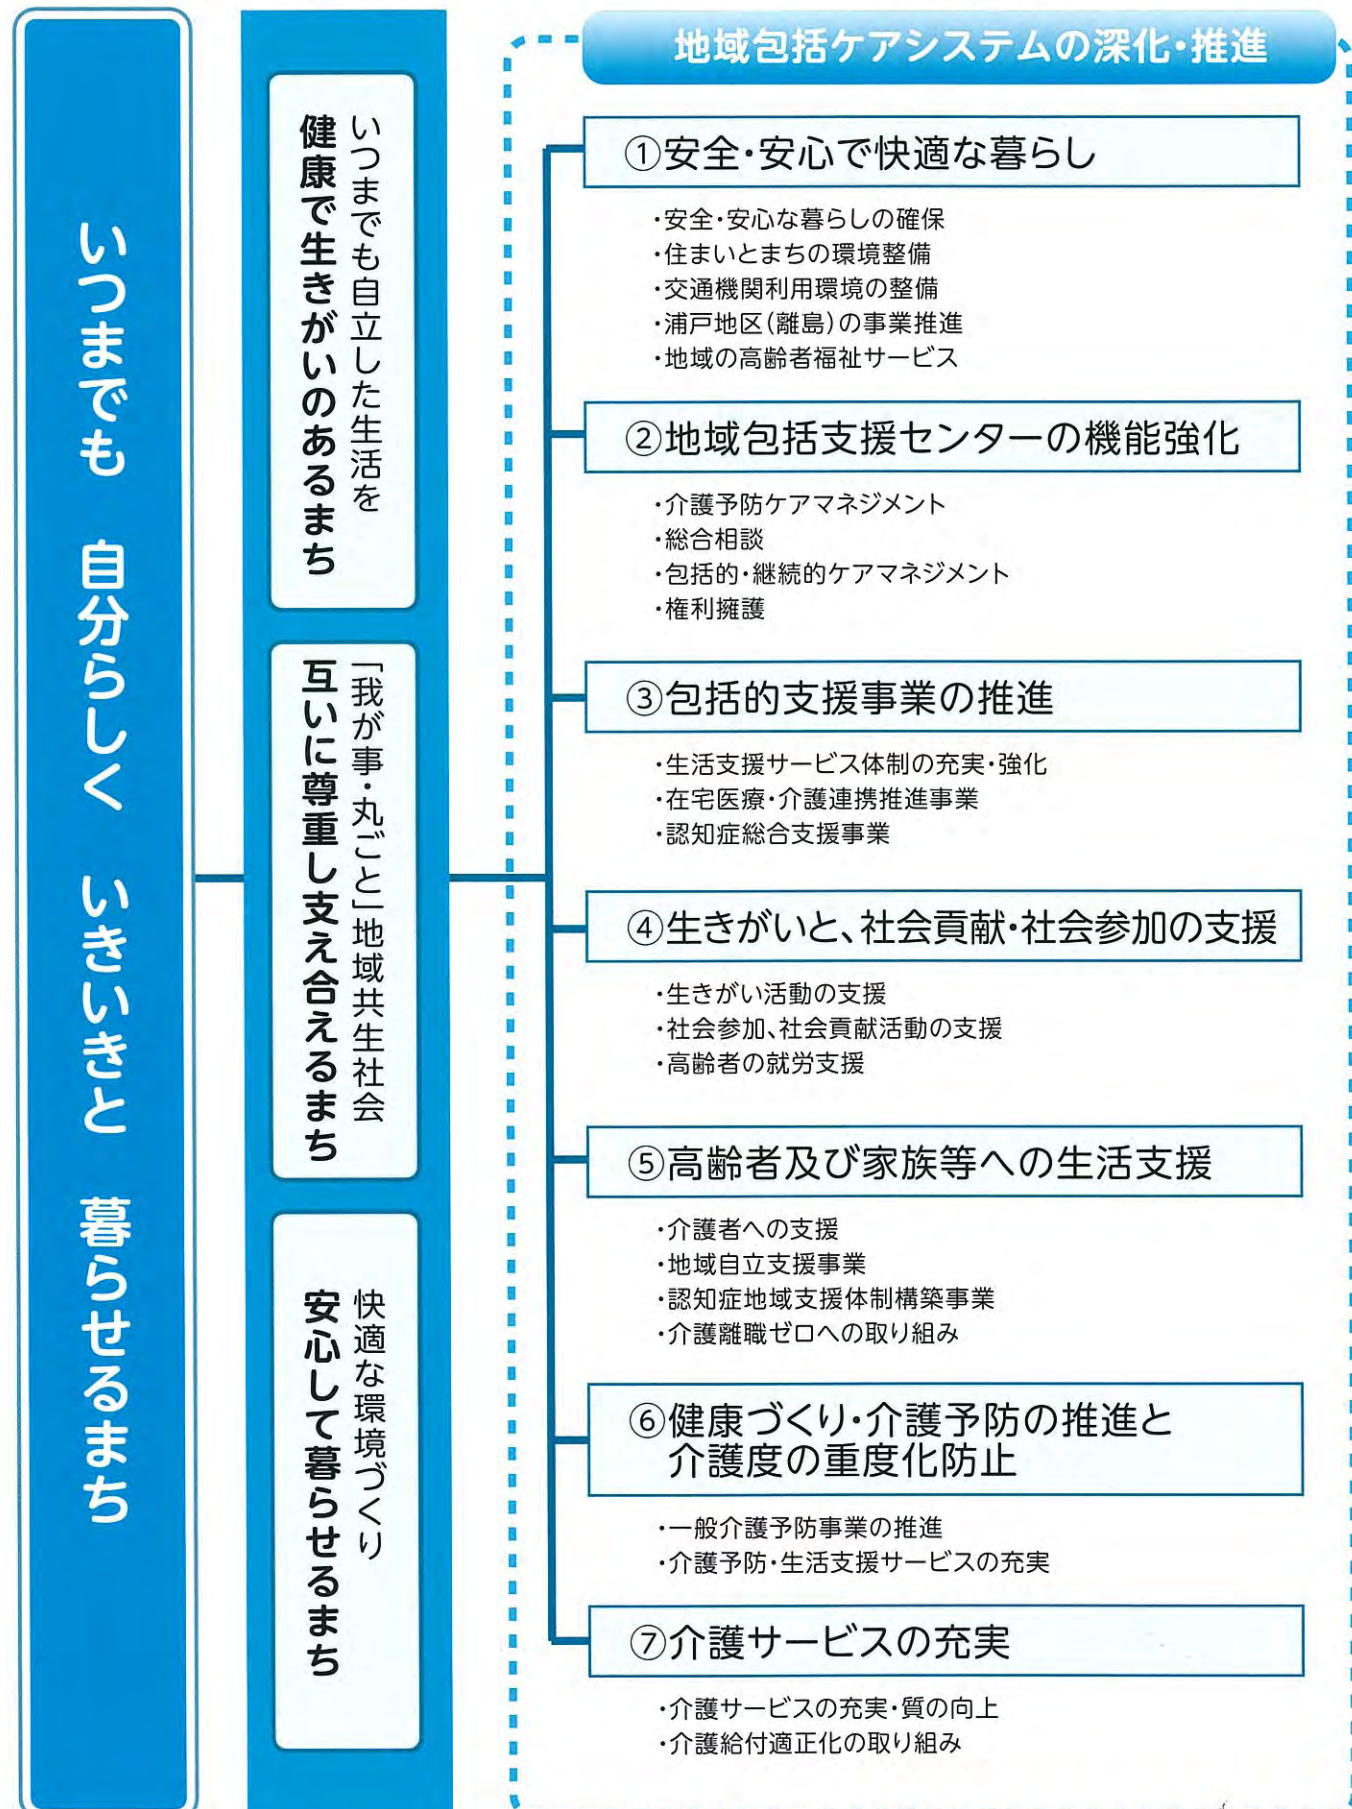 いつまでも 自分らしく いきいきと 暮らせるまち
いつまでも自立した生活を
健康で生きがいのあるまち
「我が事・丸ごと」地域共生社会
互いに尊重し支え合えるまち
快適な環境づくり
安心して暮らせるまち
地域包括ケアシステムの深化・推進
①安全・安心で快適な暮らし
・安全・安心な暮らしの確保
・住まいとまちの環境整備
・交通機関利用環境の整備
・浦戸地区(離島)の事業推進
・地域の高齢者福祉サービス
②地域包括支援センターの機能強化
・介護予防ケアマネジメント
・総合相談
・包括的・継続的ケアマネジメント
・権利擁護
③包括的支援事業の推進
・生活支援サービス体制の充実・強化
・在宅医療・介護連携推進事業
・認知症総合支援事業
④生きがいと、社会貢献・社会参加の支援
・生きがい活動の支援
・社会参加、社会貢献活動の支援
・高齢者の就労支援
⑤高齢者及び家族等への生活支援
・介護者への支援
・地域自立支援事業
・認知症地域支援体制構築事業
・介護離職ゼロへの取り組み
⑥健康づくり・介護予防の推進と
介護度の重度化防止
・一般介護予防事業の推進
・介護予防・生活支援サービスの充実
⑦介護サービスの充実
・介護サービスの充実・質の向上
・介護給付適正化の取り組み